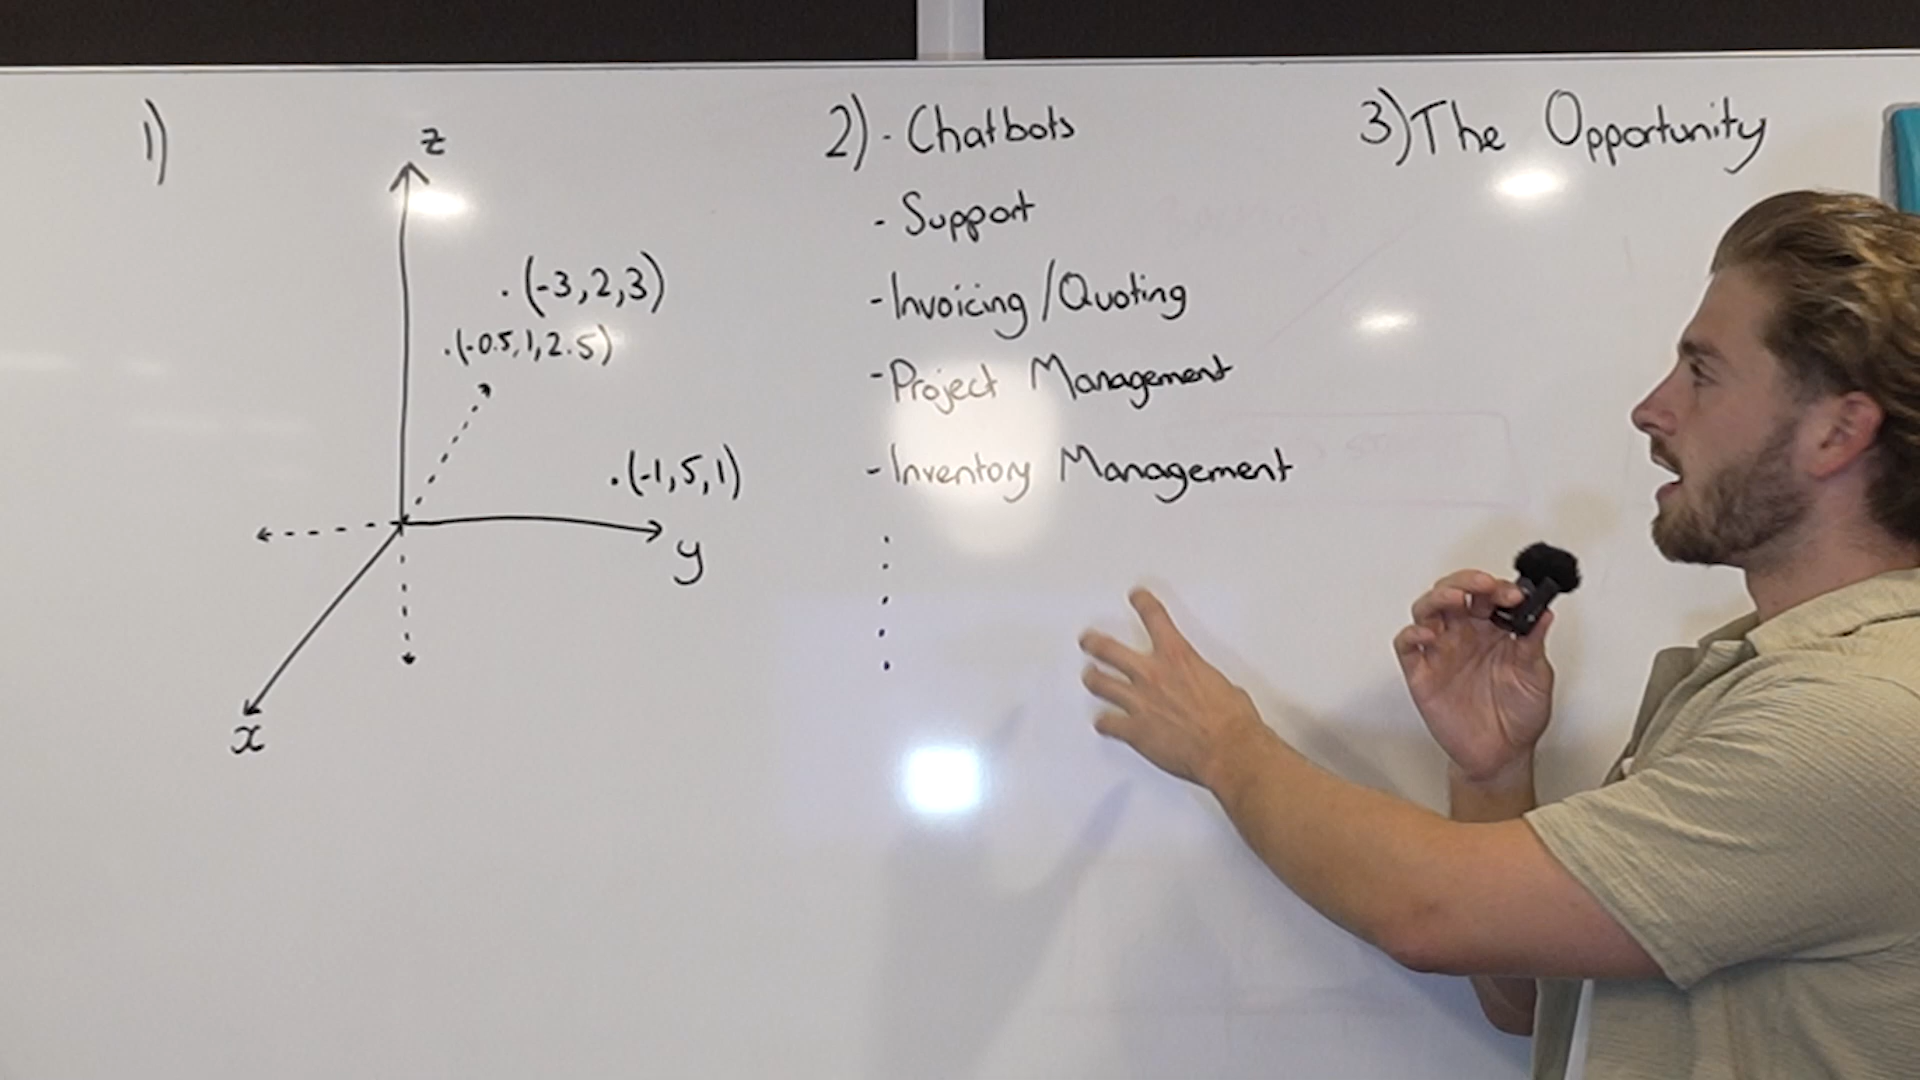 1)
z
. (-3,2,3)
.(-0.5,1,2.5)
.(-1,5,1)
y
x
2) - Chatbots
- Support
- Invoicing / Quoting
- Project Management
- Inventory Management
3) The Opportunity